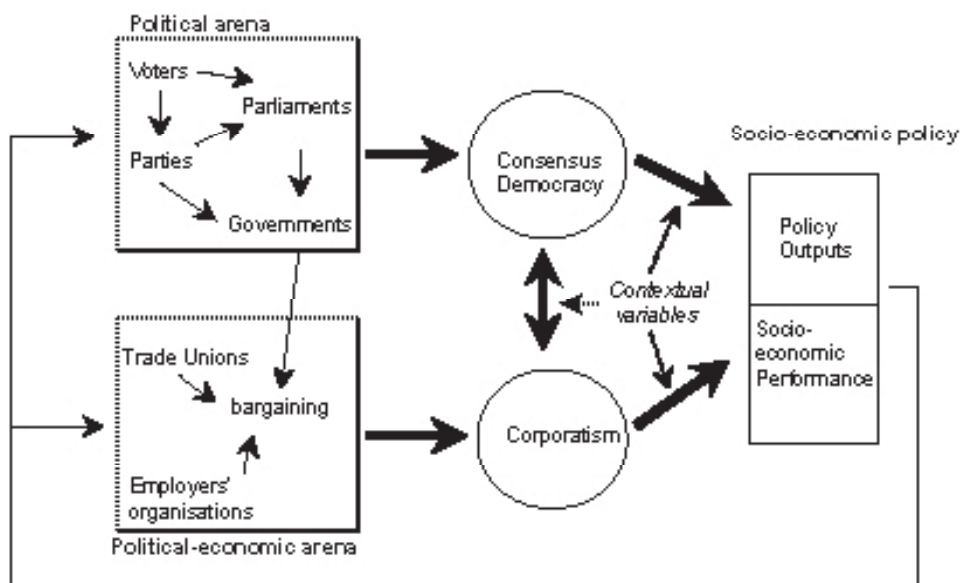 Political arena
Voters
Parliaments
Parties
Governments
Trade Unions
bargaining
Employers'
organisations
Political-economic arena
Consensus
Democracy
Contextual
variables
Corporatism
Socio-economic policy
Policy
Outputs
Socio-
economic
Performance